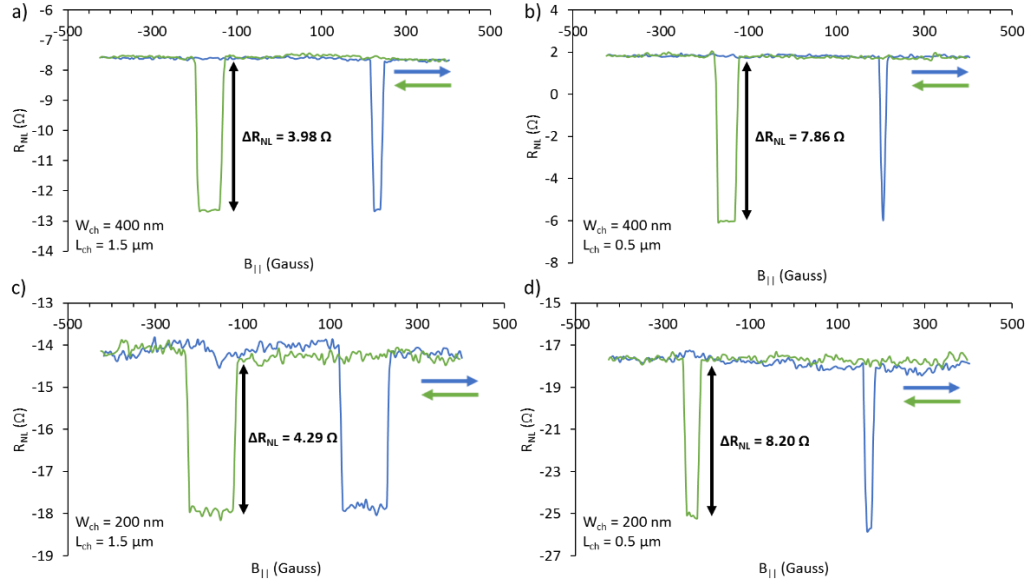 a)
-6
-500 -300 -100 100 300 500
-7
-8
-9
-10
-11
-12
-13
-14
R_NL (Ω)
ΔR_NL = 3.98 Ω
W_ch = 400 nm
L_ch = 1.5 µm
B_|| (Gauss)
b)
4
-500 -300 -100 100 300 500
2
0
-2
-4
-6
-8
R_NL (Ω)
ΔR_NL = 7.86 Ω
W_ch = 400 nm
L_ch = 0.5 µm
B_|| (Gauss)
c)
-13
-500 -300 -100 100 300 500
-14
-15
-16
-17
-18
-19
R_NL (Ω)
ΔR_NL = 4.29 Ω
W_ch = 200 nm
L_ch = 1.5 µm
B_|| (Gauss)
d)
-15
-500 -300 -100 100 300 500
-17
-19
-21
-23
-25
-27
R_NL (Ω)
ΔR_NL = 8.20 Ω
W_ch = 200 nm
L_ch = 0.5 µm
B_|| (Gauss)